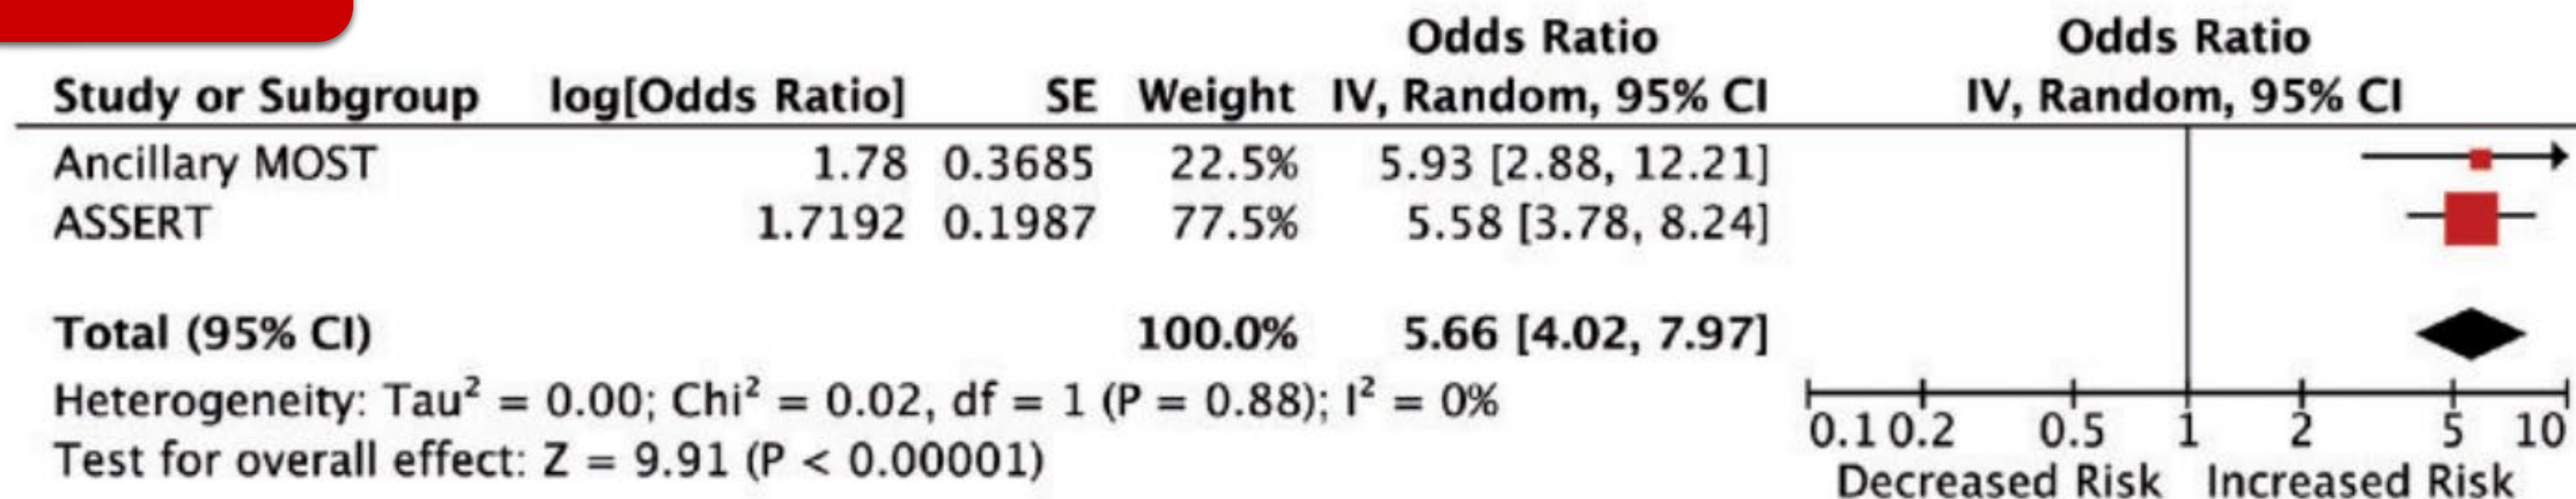 Odds Ratio Odds Ratio
Study or Subgroup log[Odds Ratio] SE Weight IV, Random, 95% CI IV, Random, 95% CI
Ancillary MOST 1.78 0.3685 22.5% 5.93 [2.88, 12.21]
ASSERT 1.7192 0.1987 77.5% 5.58 [3.78, 8.24]
Total (95% CI) 100.0% 5.66 [4.02, 7.97]
Heterogeneity: Tau² = 0.00; Chi² = 0.02, df = 1 (P = 0.88); I² = 0%
0.1 0.2 0.5 1 2 5 10
Test for overall effect: Z = 9.91 (P < 0.00001)
Decreased Risk Increased Risk